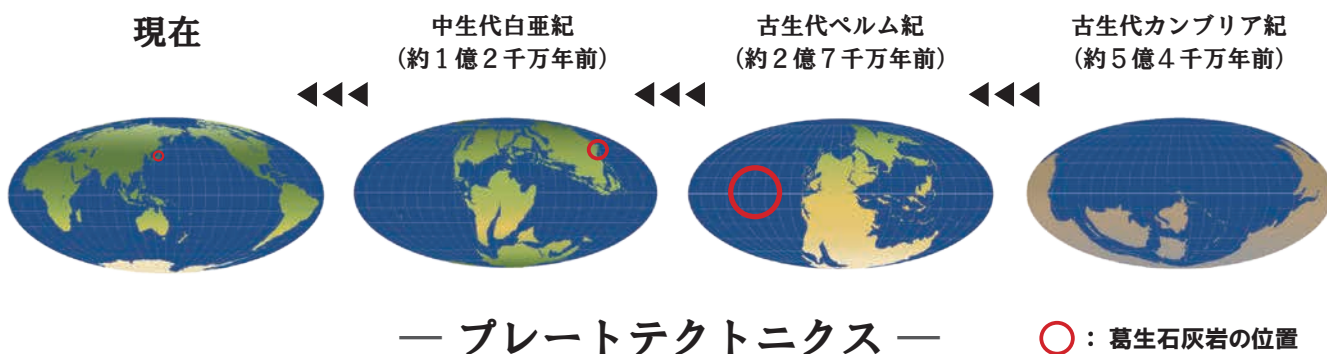 現在
中生代白亜紀
(約1億2千万年前)
古生代ペルム紀
(約2億7千万年前)
古生代カンブリア紀
(約5億4千万年前)
◀◀◀
◀◀◀
◀◀◀
— プレートテクトニクス —
○ : 葛生石灰岩の位置